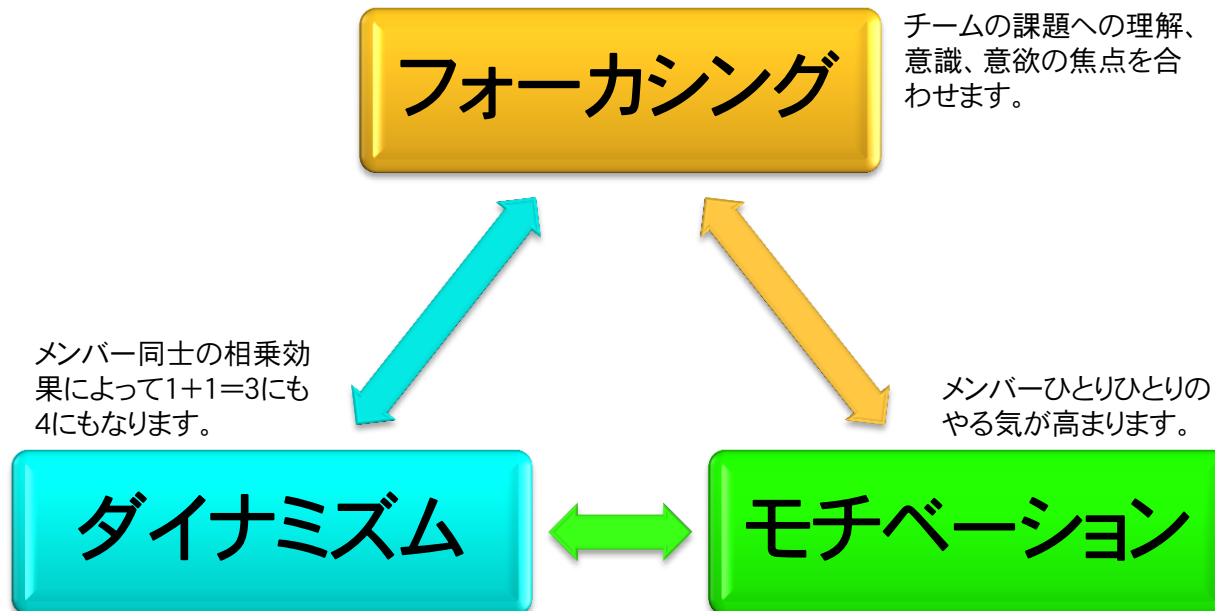 フォーカシング
チームの課題への理解、
意識、意欲の焦点を合
わせます。
メンバー同士の相乗効
果によって1+1=3にも
4にもなります。
メンバーひとりひとりの
やる気が高まります。
ダイナミズム
モチベーション